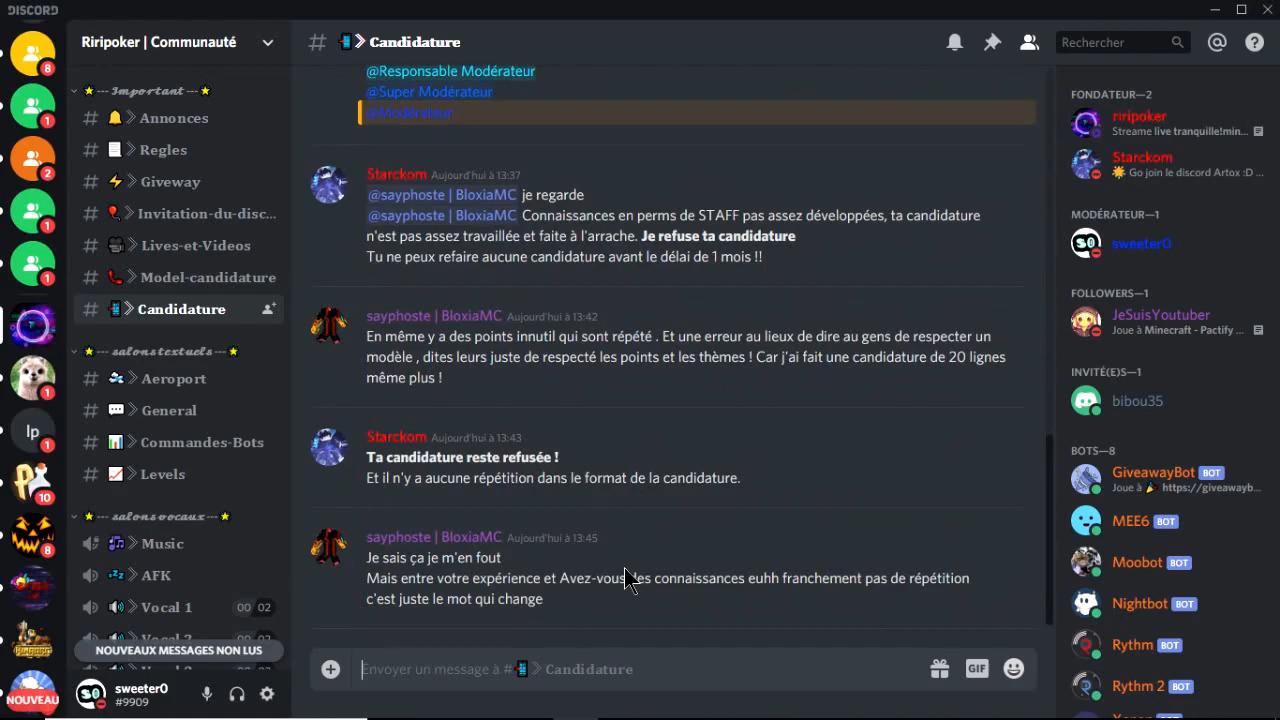 DISCORD
Riripoker | Communauté
--- Important ---
Annonces
Regles
Giveway
Invitation-du-disc...
Lives-et-Videos
Model-candidature
Candidature
--- salons textuels ---
Aeroport
General
Commandes-Bots
Levels
--- salons vocaux ---
Music
AFK
Vocal 1 00 02
NOUVEAUX MESSAGES NON LUS
sweeter0
#9909
8
1
2
1
1
1
lp
1
10
8
NOUVEAU
# Candidature
Rechercher
@Responsable Modérateur
@Super Modérateur
@Modérateur
Starckom Aujourd'hui à 13:37
@sayphoste | BloxiaMC je regarde
@sayphoste | BloxiaMC Connaissances en perms de STAFF pas assez développées, ta candidature
n'est pas assez travaillée et faite à l'arrache. Je refuse ta candidature
Tu ne peux refaire aucune candidature avant le délai de 1 mois !!
sayphoste | BloxiaMC Aujourd'hui à 13:42
En même y a des points innutil qui sont répété . Et une erreur au lieux de dire au gens de respecter un
modèle , dites leurs juste de respecté les points et les thèmes ! Car j'ai fait une candidature de 20 lignes
même plus !
Starckom Aujourd'hui à 13:43
Ta candidature reste refusée !
Et il n'y a aucune répétition dans le format de la candidature.
sayphoste | BloxiaMC Aujourd'hui à 13:45
Je sais ça je m'en fout
Mais entre votre expérience et Avez-vous les connaissances euhh franchement pas de répétition
c'est juste le mot qui change
Envoyer un message à # Candidature
GIF
FONDATEUR—2
riripoker
Streame live tranquille!min...
Starckom
Go join le discord Artox :D ...
MODÉRATEUR—1
sweeter0
FOLLOWERS—1
JeSuisYoutuber
Joue à Minecraft - Pactify ...
INVITÉ(E)S—1
bibou35
BOTS—8
GiveawayBot BOT
Joue à https://giveawayb...
MEE6 BOT
Moobot BOT
Nightbot BOT
Rythm BOT
Rythm 2 BOT